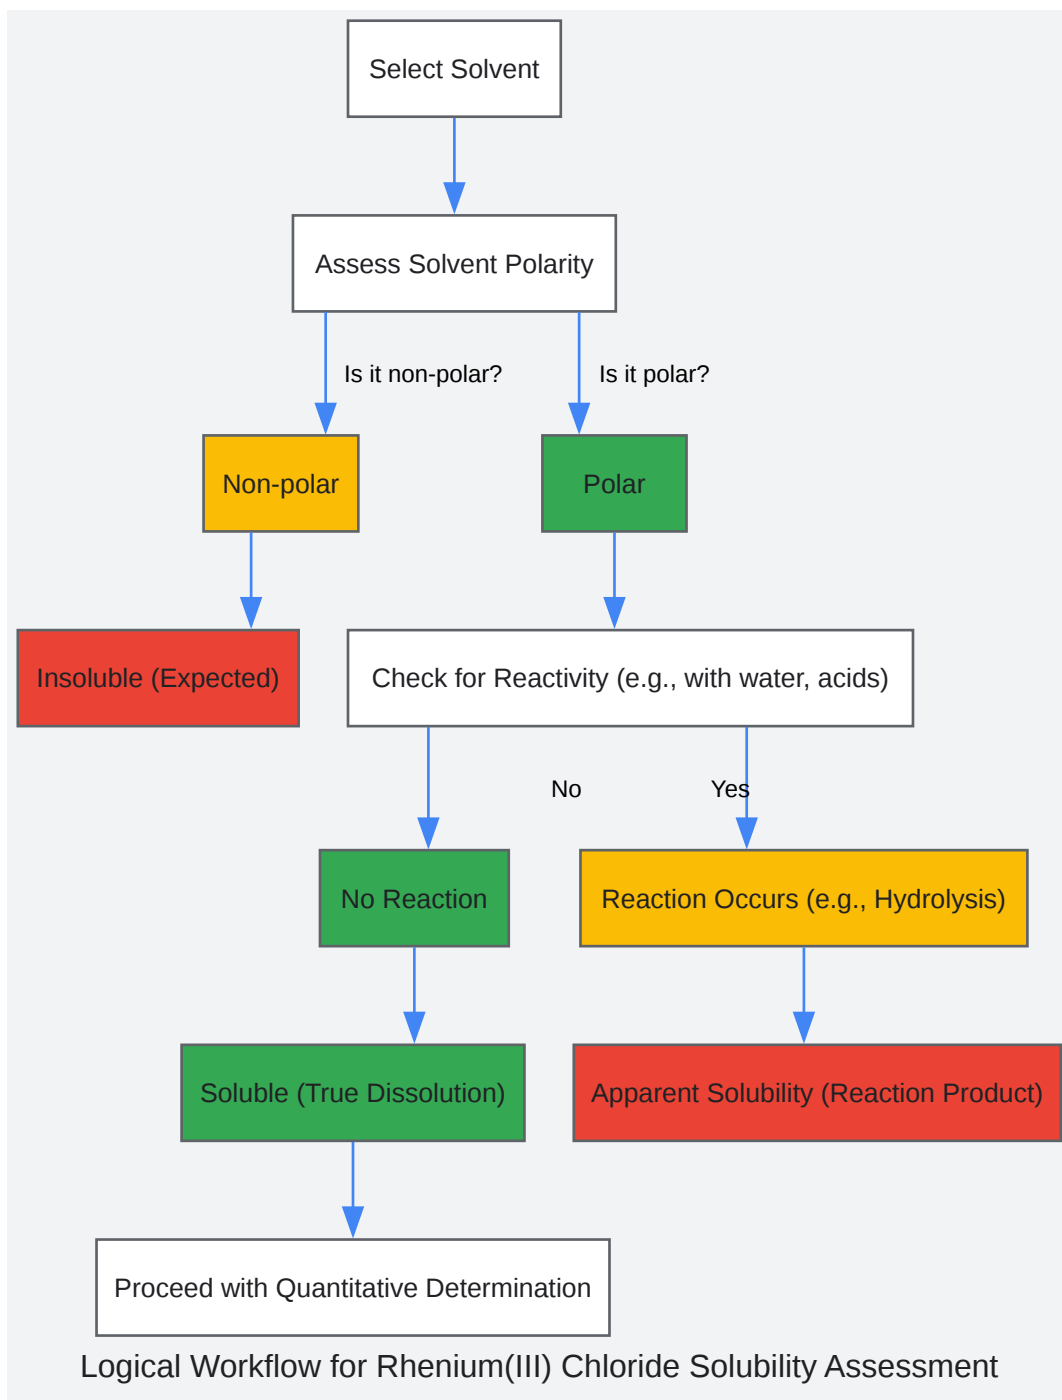 Select Solvent
Assess Solvent Polarity
Is it non-polar?
Is it polar?
Non-polar
Polar
Insoluble (Expected)
Check for Reactivity (e.g., with water, acids)
No
Yes
No Reaction
Reaction Occurs (e.g., Hydrolysis)
Soluble (True Dissolution)
Apparent Solubility (Reaction Product)
Proceed with Quantitative Determination
Logical Workflow for Rhenium(III) Chloride Solubility Assessment